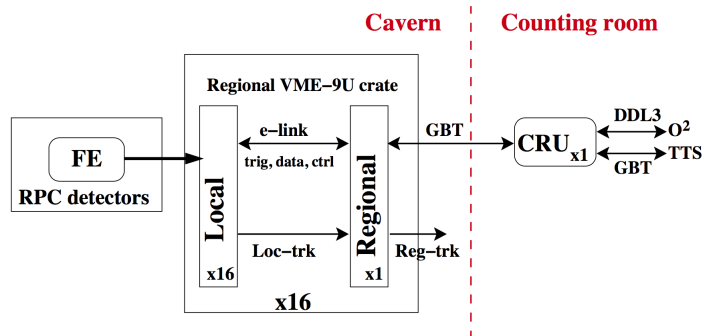 Cavern
Counting room
Regional VME−9U crate
FE
RPC detectors
Local
x16
e−link
trig, data, ctrl
Loc−trk
Regional
x1
x16
GBT
Reg−trk
CRU x1
DDL3
O²
TTS
GBT